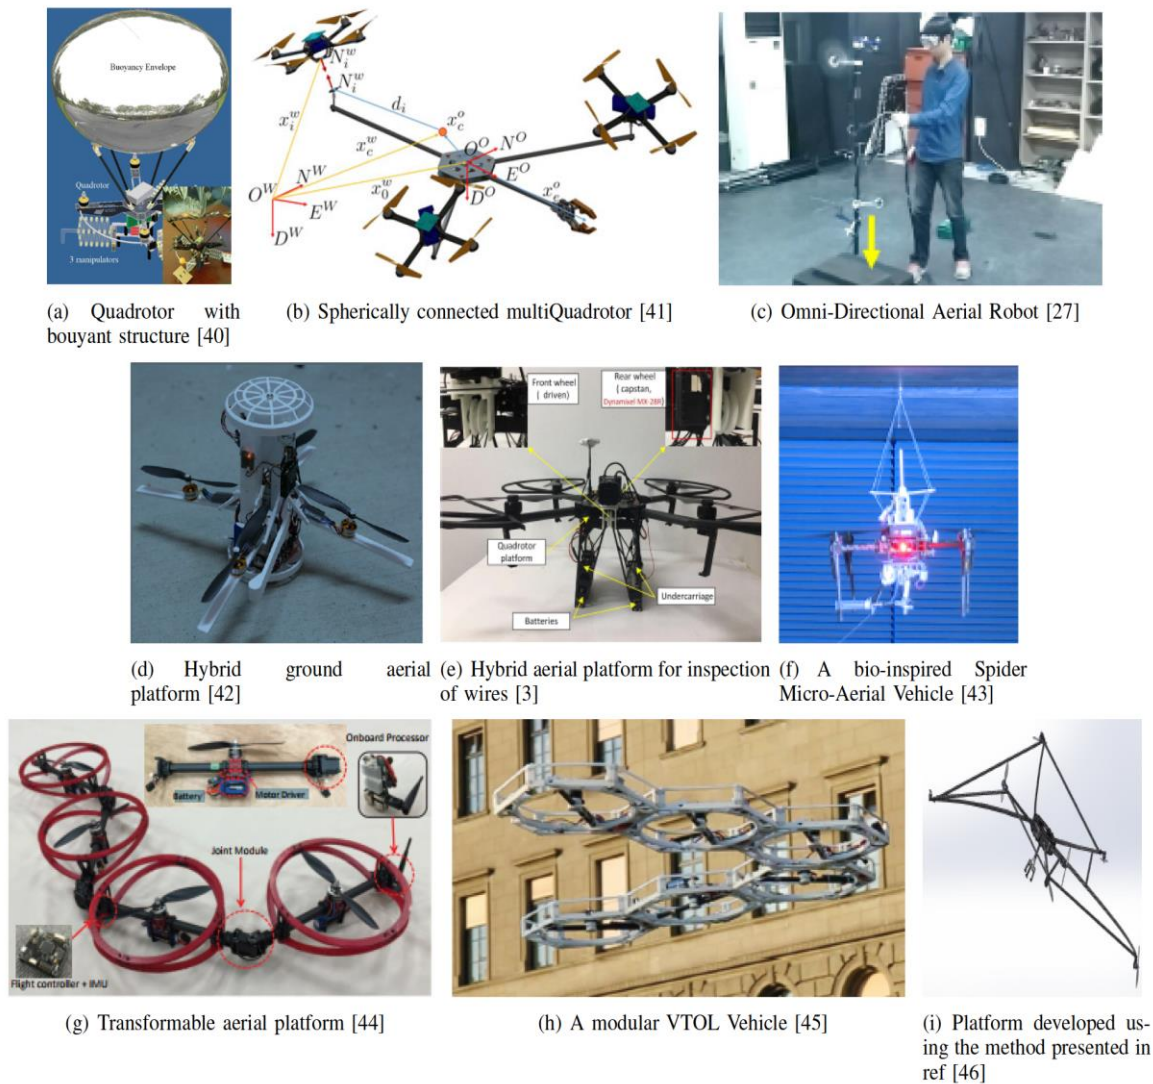 Buoyancy Envelope
Quadrotor
3 manipulators
(a) Quadrotor with
bouyant structure [40]
N_i^w
N_i^w
d_i
x_i^w
x_c^o
x_c^w
O^O
N^O
N^W
E^O
x_0^w
D^O
x_e^o
O^W
E^W
D^W
(b) Spherically connected multiQuadrotor [41]
(c) Omni-Directional Aerial Robot [27]
(d) Hybrid ground aerial
platform [42]
Front wheel
( driven)
Rear wheel
( capstan,
Dynamixel MX-28R)
Quadrotor
platform
Undercarriage
Batteries
(e) Hybrid aerial platform for inspection
of wires [3]
(f) A bio-inspired Spider
Micro-Aerial Vehicle [43]
Onboard Processor
Battery
Motor Driver
Joint Module
Flight controller + IMU
(g) Transformable aerial platform [44]
(h) A modular VTOL Vehicle [45]
(i) Platform developed us-
ing the method presented in
ref [46]